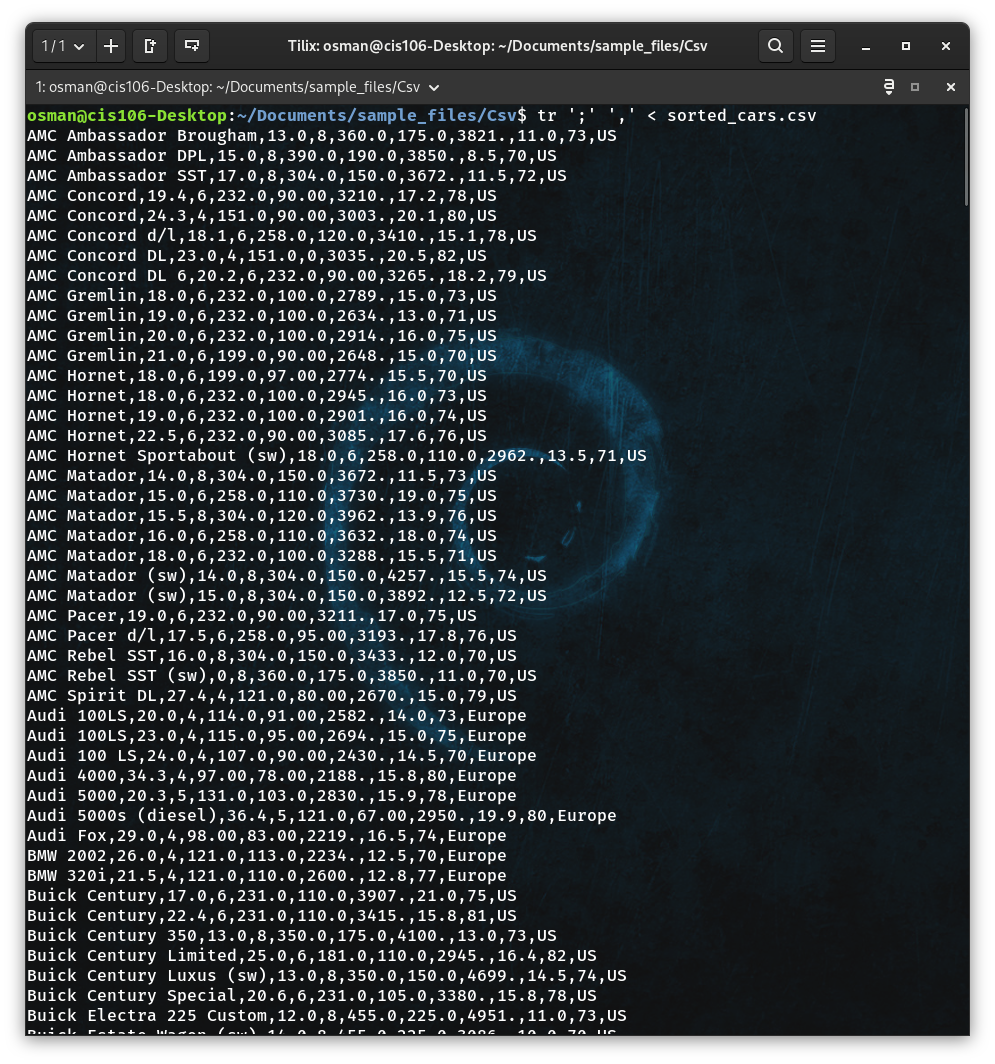 1 / 1
Tilix: osman@cis106-Desktop: ~/Documents/sample_files/Csv
1: osman@cis106-Desktop: ~/Documents/sample_files/Csv
osman@cis106-Desktop:~/Documents/sample_files/Csv$ tr ';' ',' < sorted_cars.csv
AMC Ambassador Brougham,13.0,8,360.0,175.0,3821.,11.0,73,US
AMC Ambassador DPL,15.0,8,390.0,190.0,3850.,8.5,70,US
AMC Ambassador SST,17.0,8,304.0,150.0,3672.,11.5,72,US
AMC Concord,19.4,6,232.0,90.00,3210.,17.2,78,US
AMC Concord,24.3,4,151.0,90.00,3003.,20.1,80,US
AMC Concord d/l,18.1,6,258.0,120.0,3410.,15.1,78,US
AMC Concord DL,23.0,4,151.0,0,3035.,20.5,82,US
AMC Concord DL 6,20.2,6,232.0,90.00,3265.,18.2,79,US
AMC Gremlin,18.0,6,232.0,100.0,2789.,15.0,73,US
AMC Gremlin,19.0,6,232.0,100.0,2634.,13.0,71,US
AMC Gremlin,20.0,6,232.0,100.0,2914.,16.0,75,US
AMC Gremlin,21.0,6,199.0,90.00,2648.,15.0,70,US
AMC Hornet,18.0,6,199.0,97.00,2774.,15.5,70,US
AMC Hornet,18.0,6,232.0,100.0,2945.,16.0,73,US
AMC Hornet,19.0,6,232.0,100.0,2901.,16.0,74,US
AMC Hornet,22.5,6,232.0,90.00,3085.,17.6,76,US
AMC Hornet Sportabout (sw),18.0,6,258.0,110.0,2962.,13.5,71,US
AMC Matador,14.0,8,304.0,150.0,3672.,11.5,73,US
AMC Matador,15.0,6,258.0,110.0,3730.,19.0,75,US
AMC Matador,15.5,8,304.0,120.0,3962.,13.9,76,US
AMC Matador,16.0,6,258.0,110.0,3632.,18.0,74,US
AMC Matador,18.0,6,232.0,100.0,3288.,15.5,71,US
AMC Matador (sw),14.0,8,304.0,150.0,4257.,15.5,74,US
AMC Matador (sw),15.0,8,304.0,150.0,3892.,12.5,72,US
AMC Pacer,19.0,6,232.0,90.00,3211.,17.0,75,US
AMC Pacer d/l,17.5,6,258.0,95.00,3193.,17.8,76,US
AMC Rebel SST,16.0,8,304.0,150.0,3433.,12.0,70,US
AMC Rebel SST (sw),0,8,360.0,175.0,3850.,11.0,70,US
AMC Spirit DL,27.4,4,121.0,80.00,2670.,15.0,79,US
Audi 100LS,20.0,4,114.0,91.00,2582.,14.0,73,Europe
Audi 100LS,23.0,4,115.0,95.00,2694.,15.0,75,Europe
Audi 100 LS,24.0,4,107.0,90.00,2430.,14.5,70,Europe
Audi 4000,34.3,4,97.00,78.00,2188.,15.8,80,Europe
Audi 5000,20.3,5,131.0,103.0,2830.,15.9,78,Europe
Audi 5000s (diesel),36.4,5,121.0,67.00,2950.,19.9,80,Europe
Audi Fox,29.0,4,98.00,83.00,2219.,16.5,74,Europe
BMW 2002,26.0,4,121.0,113.0,2234.,12.5,70,Europe
BMW 320i,21.5,4,121.0,110.0,2600.,12.8,77,Europe
Buick Century,17.0,6,231.0,110.0,3907.,21.0,75,US
Buick Century,22.4,6,231.0,110.0,3415.,15.8,81,US
Buick Century 350,13.0,8,350.0,175.0,4100.,13.0,73,US
Buick Century Limited,25.0,6,181.0,110.0,2945.,16.4,82,US
Buick Century Luxus (sw),13.0,8,350.0,150.0,4699.,14.5,74,US
Buick Century Special,20.6,6,231.0,105.0,3380.,15.8,78,US
Buick Electra 225 Custom,12.0,8,455.0,225.0,4951.,11.0,73,US
Buick Estate Wagon (sw),14.0,8,455.0,225.0,3086.,10.0,70,US